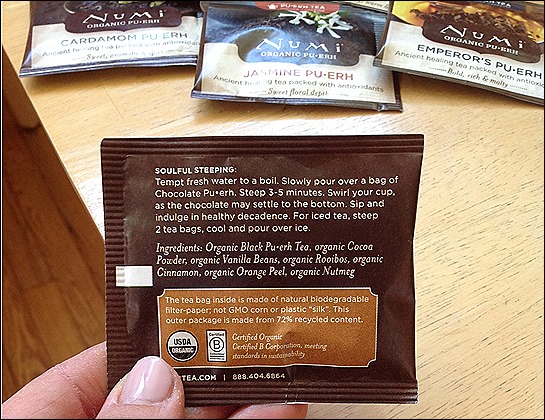 PU·ERH TEA
NUMI
ORGANIC PU·ERH
CARDAMOM PU·ERH
Ancient healing tea packed with antioxidants
NUMI
ORGANIC PU·ERH
JASMINE PU·ERH
Ancient healing tea packed with antioxidants
Sweet floral depth
NUMI
ORGANIC PU·ERH
EMPEROR'S PU·ERH
Ancient healing tea packed with antioxidants
Bold, rich & malty
SOULFUL STEEPING:
Tempt fresh water to a boil. Slowly pour over a bag of
Chocolate Pu•erh. Steep 3-5 minutes. Swirl your cup,
as the chocolate may settle to the bottom. Sip and
indulge in healthy decadence. For iced tea, steep
2 tea bags, cool and pour over ice.
Ingredients: Organic Black Pu·erh Tea, organic Cocoa
Powder, organic Vanilla Beans, organic Rooibos, organic
Cinnamon, organic Orange Peel, organic Nutmeg
The tea bag inside is made of natural biodegradable
filter-paper; not GMO corn or plastic "silk". This
outer package is made from 72% recycled content.
USDA
ORGANIC
Certified
B
Corporation
Certified Organic
Certified B Corporation, meeting
standards in sustainability
TEA.COM | 888.404.6864